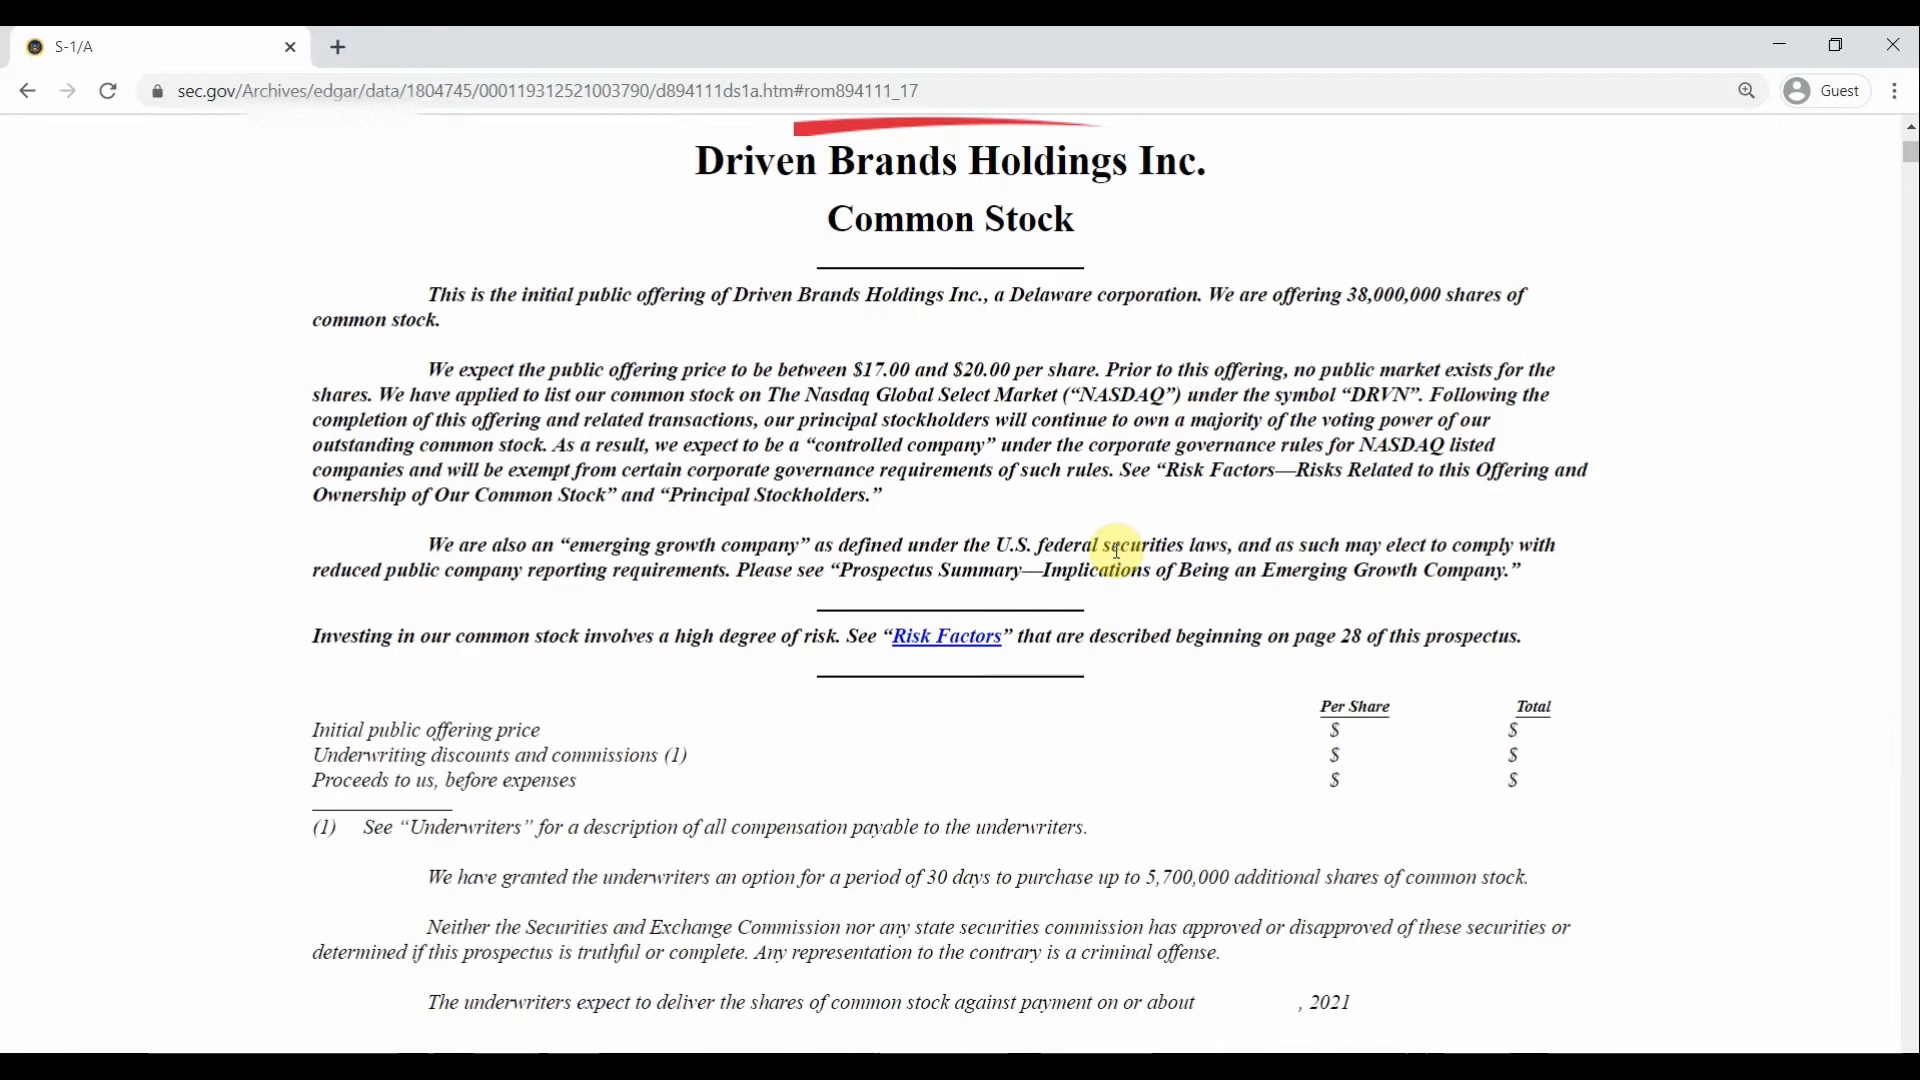 S-1/A
sec.gov/Archives/edgar/data/1804745/000119312521003790/d894111ds1a.htm#rom894111_17
Guest
Driven Brands Holdings Inc.
Common Stock
This is the initial public offering of Driven Brands Holdings Inc., a Delaware corporation. We are offering 38,000,000 shares of
common stock.
We expect the public offering price to be between $17.00 and $20.00 per share. Prior to this offering, no public market exists for the
shares. We have applied to list our common stock on The Nasdaq Global Select Market (“NASDAQ”) under the symbol “DRVN”. Following the
completion of this offering and related transactions, our principal stockholders will continue to own a majority of the voting power of our
outstanding common stock. As a result, we expect to be a “controlled company” under the corporate governance rules for NASDAQ listed
companies and will be exempt from certain corporate governance requirements of such rules. See “Risk Factors—Risks Related to this Offering and
Ownership of Our Common Stock” and “Principal Stockholders.”
We are also an “emerging growth company” as defined under the U.S. federal securities laws, and as such may elect to comply with
reduced public company reporting requirements. Please see “Prospectus Summary—Implications of Being an Emerging Growth Company.”
Investing in our common stock involves a high degree of risk. See “Risk Factors” that are described beginning on page 28 of this prospectus.
Per Share Total
Initial public offering price $ $
Underwriting discounts and commissions (1) $ $
Proceeds to us, before expenses $ $
(1) See “Underwriters” for a description of all compensation payable to the underwriters.
We have granted the underwriters an option for a period of 30 days to purchase up to 5,700,000 additional shares of common stock.
Neither the Securities and Exchange Commission nor any state securities commission has approved or disapproved of these securities or
determined if this prospectus is truthful or complete. Any representation to the contrary is a criminal offense.
The underwriters expect to deliver the shares of common stock against payment on or about , 2021